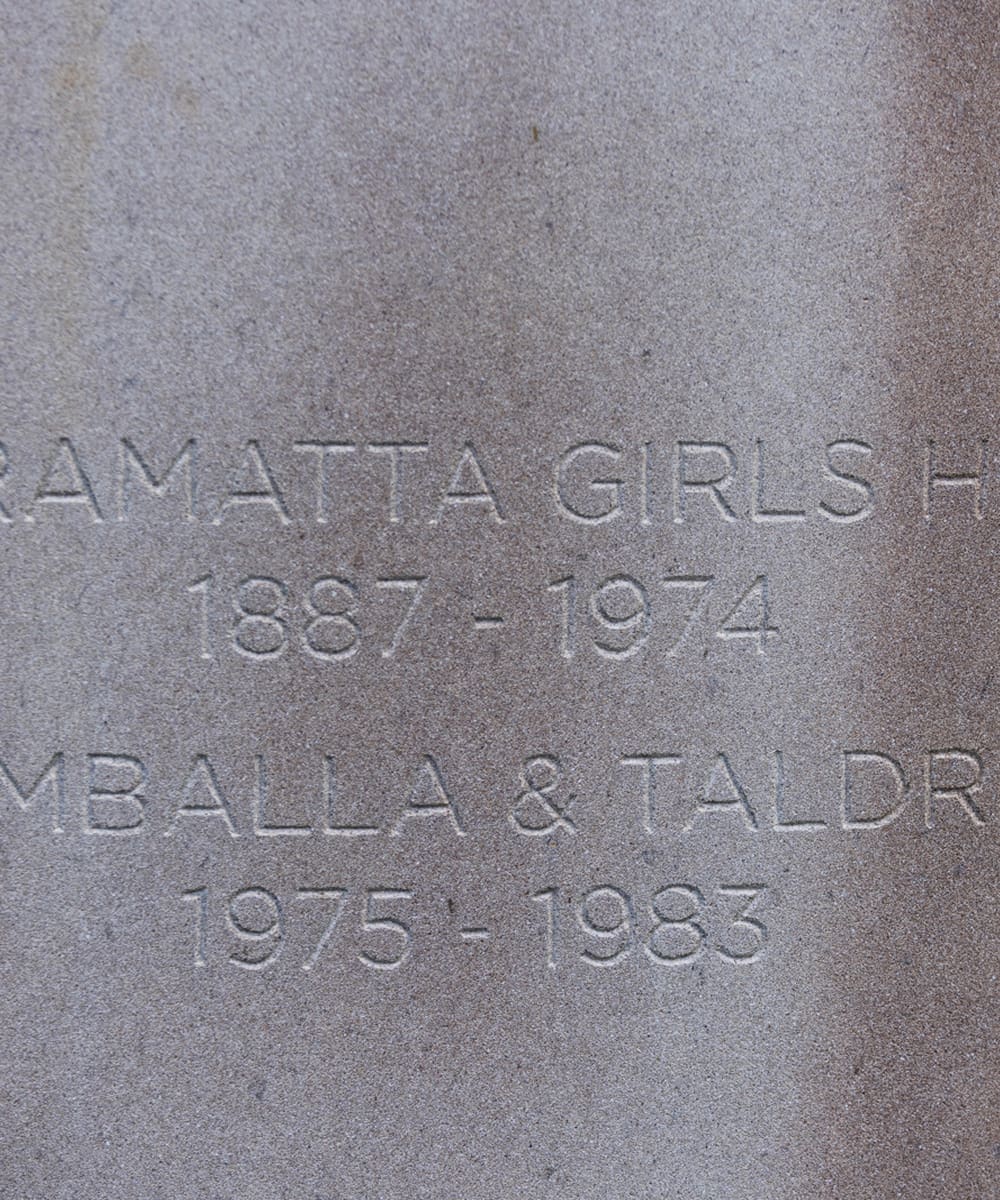 RAMATTA GIRLS H
1887 - 1974
MBALLA & TALDR
1975 - 1983